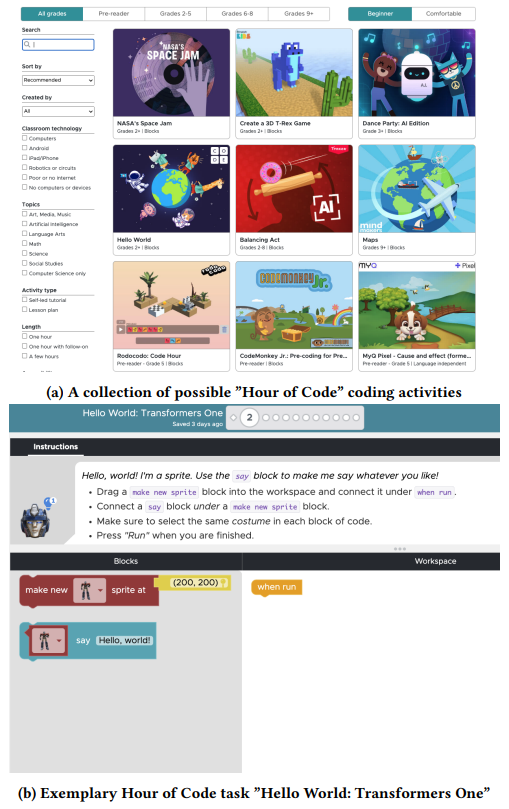 All grades Pre-reader Grades 2-5 Grades 6-8 Grades 9+ Beginner Comfortable
Search
Sort by
Recommended
Created by
All
Classroom technology
Computers
Android
iPad/iPhone
Robotics or circuits
Poor or no internet
No computers or devices
Topics
Art, Media, Music
Artificial Intelligence
Language Arts
Math
Science
Social Studies
Computer Science only
Activity type
Self-led tutorial
Lesson plan
Length
One hour
One hour with follow-on
A few hours
NASA'S
SPACE JAM
NASA's Space Jam
Grades 2+ | Blocks
Create a 3D T-Rex Game
Grades 2+ | Blocks
A.I.
Dance Party: AI Edition
Grade 3+ | Blocks
C O
D E
Hello World
Grades 2+ | Blocks
AI
Balancing Act
Grades 2-8 | Blocks
mind
Maps
Grades 9+ | Blocks
RODOCODO
Rodocodo: Code Hour
Pre-reader - Grade 5 | Blocks
CODEMONKEY Jr.
CodeMonkey Jr.: Pre-coding for Pre...
Pre-reader | Blocks
MYQ
Pixel
MyQ Pixel - Cause and effect (forme...
Pre-reader - Grade 5 | Language independent
(a) A collection of possible "Hour of Code" coding activities
Hello World: Transformers One
Saved 3 days ago
2
Instructions
1
Hello, world! I'm a sprite. Use the say block to make me say whatever you like!
• Drag a make new sprite block into the workspace and connect it under when run .
• Connect a say block under a make new sprite block.
• Make sure to select the same costume in each block of code.
• Press "Run" when you are finished.
Blocks Workspace
make new sprite at (200, 200)
when run
say Hello, world!
(b) Exemplary Hour of Code task "Hello World: Transformers One"